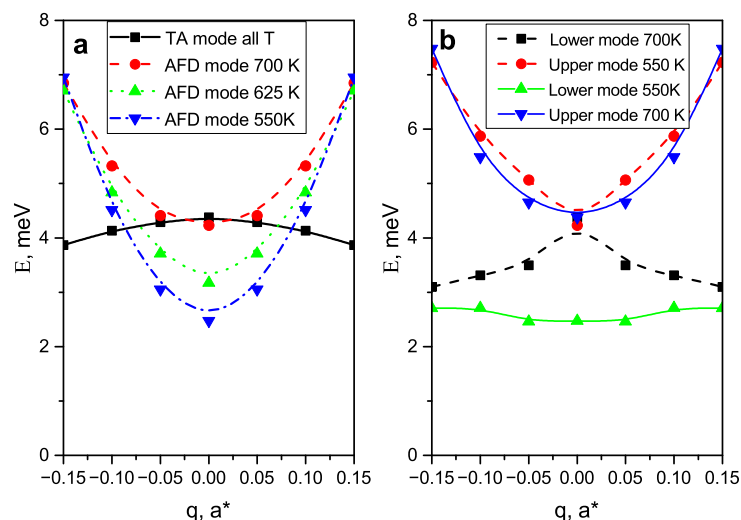 a
TA mode all T
AFD mode 700 K
AFD mode 625 K
AFD mode 550K
8
6
4
2
0
E, meV
−0.15 −0.10 −0.05 0.00 0.05 0.10 0.15
q, a*
b
Lower mode 700K
Upper mode 550 K
Lower mode 550K
Upper mode 700 K
8
6
4
2
0
E, meV
−0.15 −0.10 −0.05 0.00 0.05 0.10 0.15
q, a*